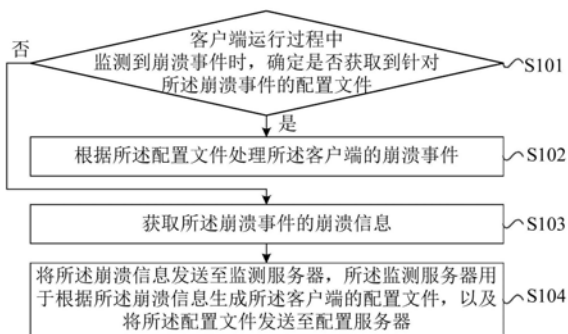 客户端运行过程中
否
监测到崩溃事件时，确定是否获取到针对
所述崩溃事件的配置文件
S101
是
根据所述配置文件处理所述客户端的崩溃事件
S102
获取所述崩溃事件的崩溃信息
S103
将所述崩溃信息发送至监测服务器，所述监测服务器用
于根据所述崩溃信息生成所述客户端的配置文件，以及
将所述配置文件发送至配置服务器
S104